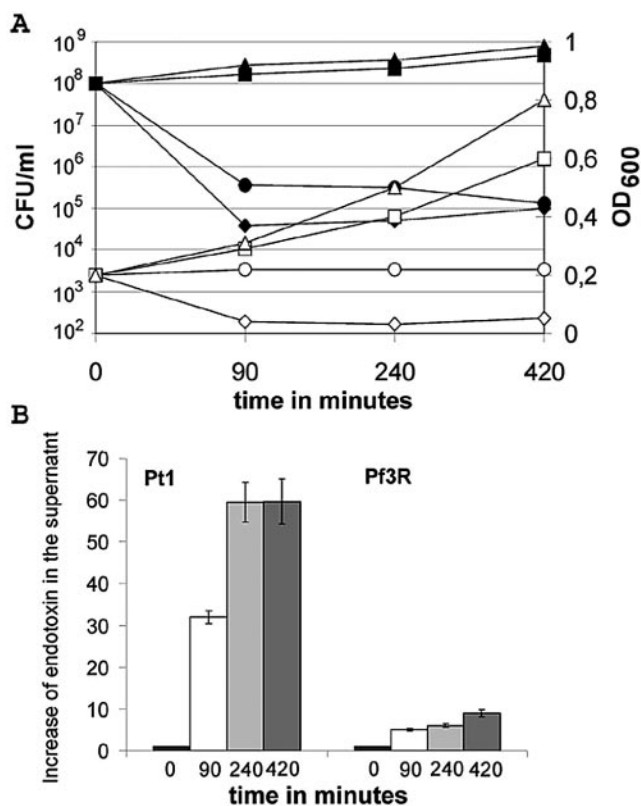 A
CFU/ml
10⁹
10⁸
10⁷
10⁶
10⁵
10⁴
10³
10²
1
0,8
0,6
0,4
0,2
0
OD600
0 90 240 420
time in minutes
B
Increase of endotoxin in the supernatnt
70
60
50
40
30
20
10
0
Pt1 Pf3R
0 90 240 420 0 90 240 420
time in minutes